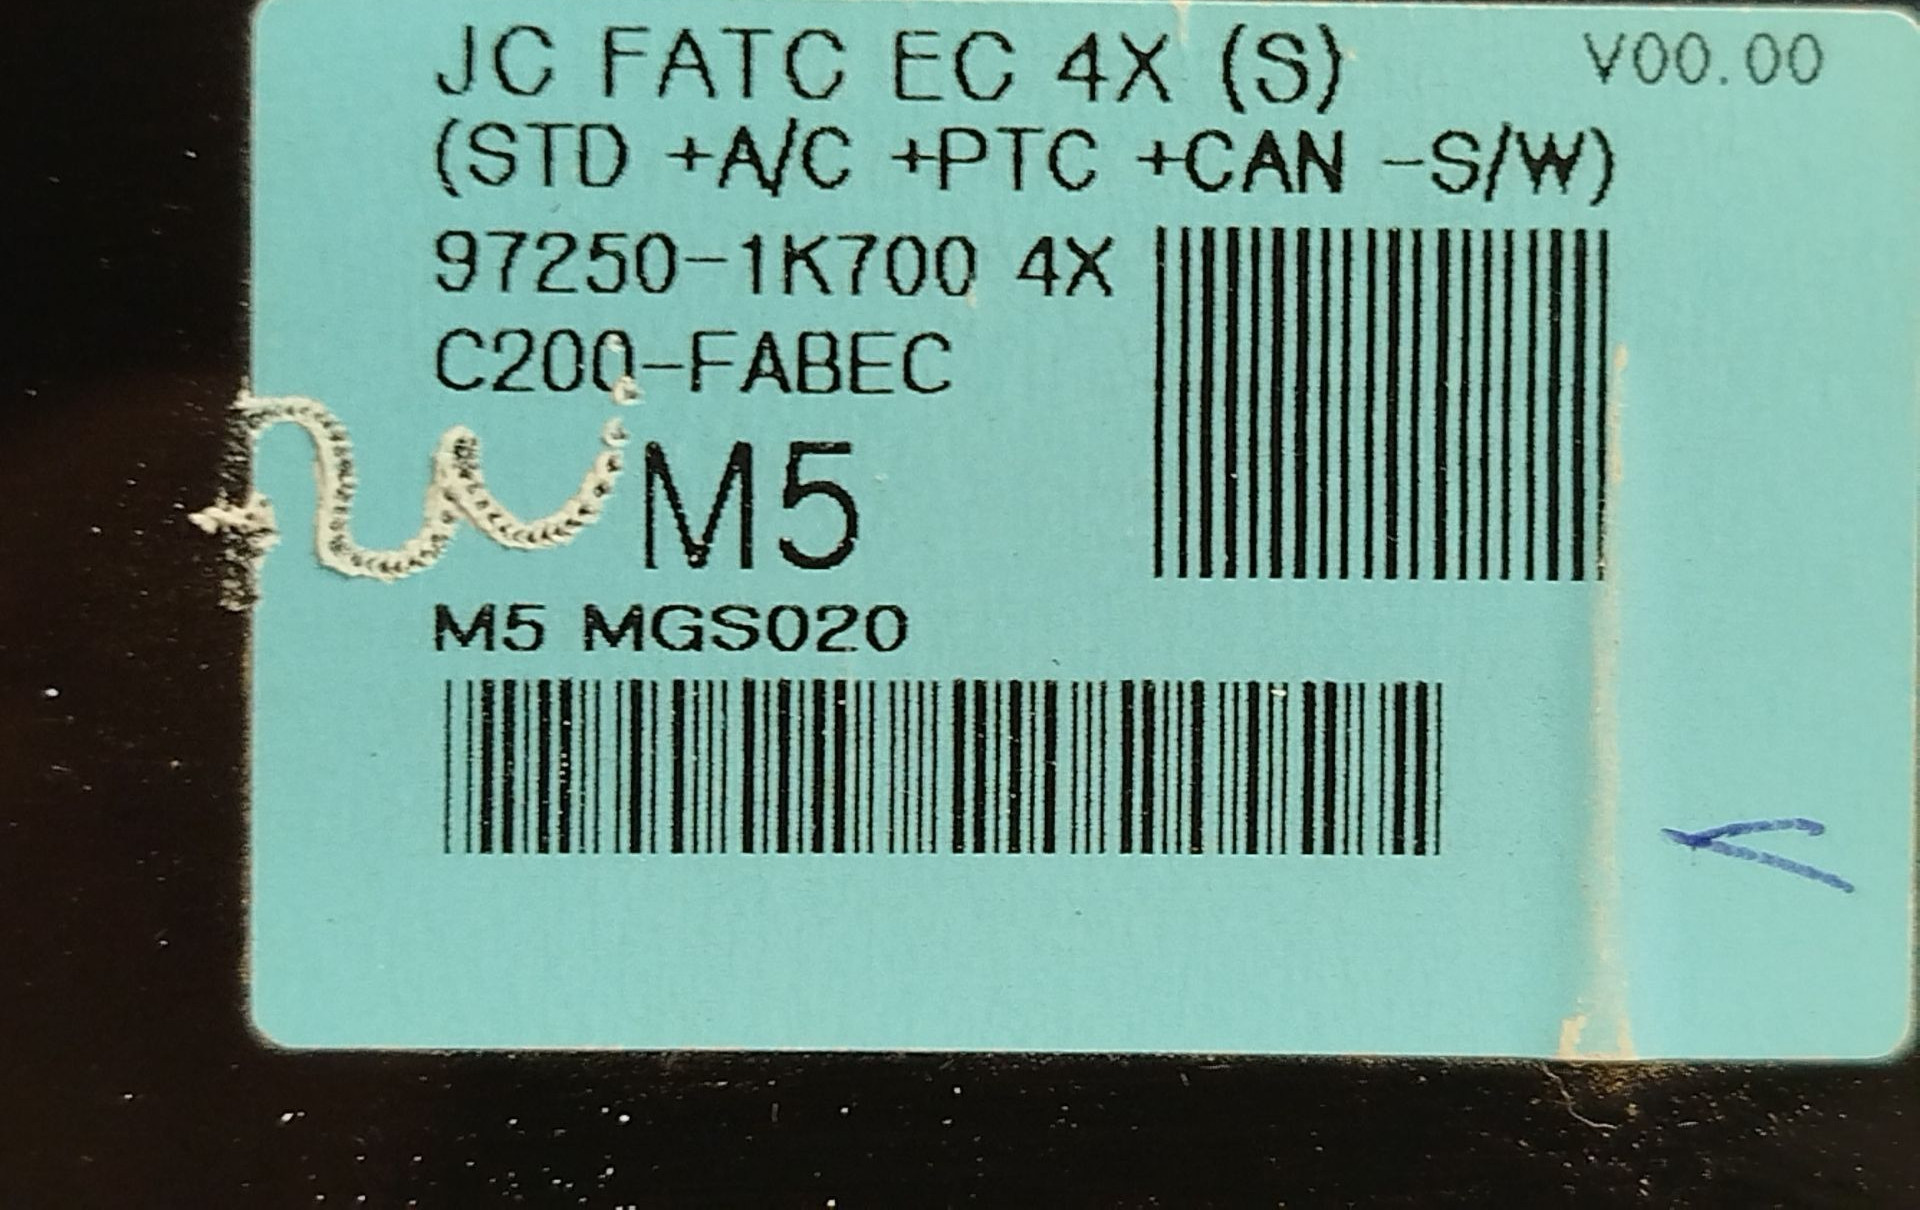 JC FATC EC 4X (S) V00.00
(STD +A/C +PTC +CAN -S/W)
97250-1K700 4X
C200-FABEC
M5
M5 MGS020